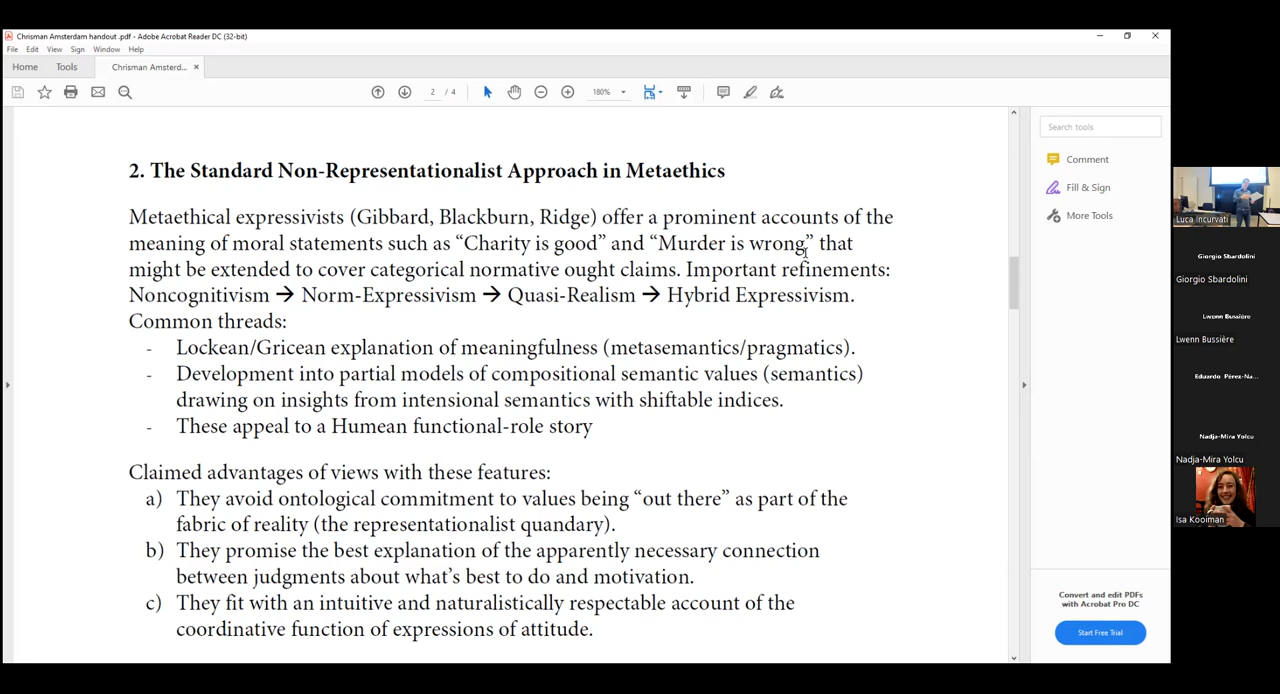 Chrisman Amsterdam handout .pdf - Adobe Acrobat Reader DC (32-bit)
File Edit View Sign Window Help
Home Tools Chrisman Amsterd... ×
2 / 4 180%
2. The Standard Non-Representationalist Approach in Metaethics
Metaethical expressivists (Gibbard, Blackburn, Ridge) offer a prominent accounts of the
meaning of moral statements such as “Charity is good” and “Murder is wrong” that
might be extended to cover categorical normative ought claims. Important refinements:
Noncognitivism → Norm-Expressivism → Quasi-Realism → Hybrid Expressivism.
Common threads:
- Lockean/Gricean explanation of meaningfulness (metasemantics/pragmatics).
- Development into partial models of compositional semantic values (semantics)
drawing on insights from intensional semantics with shiftable indices.
- These appeal to a Humean functional-role story
Claimed advantages of views with these features:
a) They avoid ontological commitment to values being “out there” as part of the
fabric of reality (the representationalist quandary).
b) They promise the best explanation of the apparently necessary connection
between judgments about what’s best to do and motivation.
c) They fit with an intuitive and naturalistically respectable account of the
coordinative function of expressions of attitude.
Search tools
Comment
Fill & Sign
More Tools
Convert and edit PDFs
with Acrobat Pro DC
Start Free Trial
Luca Incurvati
Giorgio Sbardolini
Giorgio Sbardolini
Lwenn Bussière
Lwenn Bussière
Eduardo Pérez-Na...
Nadja-Mira Yolcu
Nadja-Mira Yolcu
Isa Kooiman